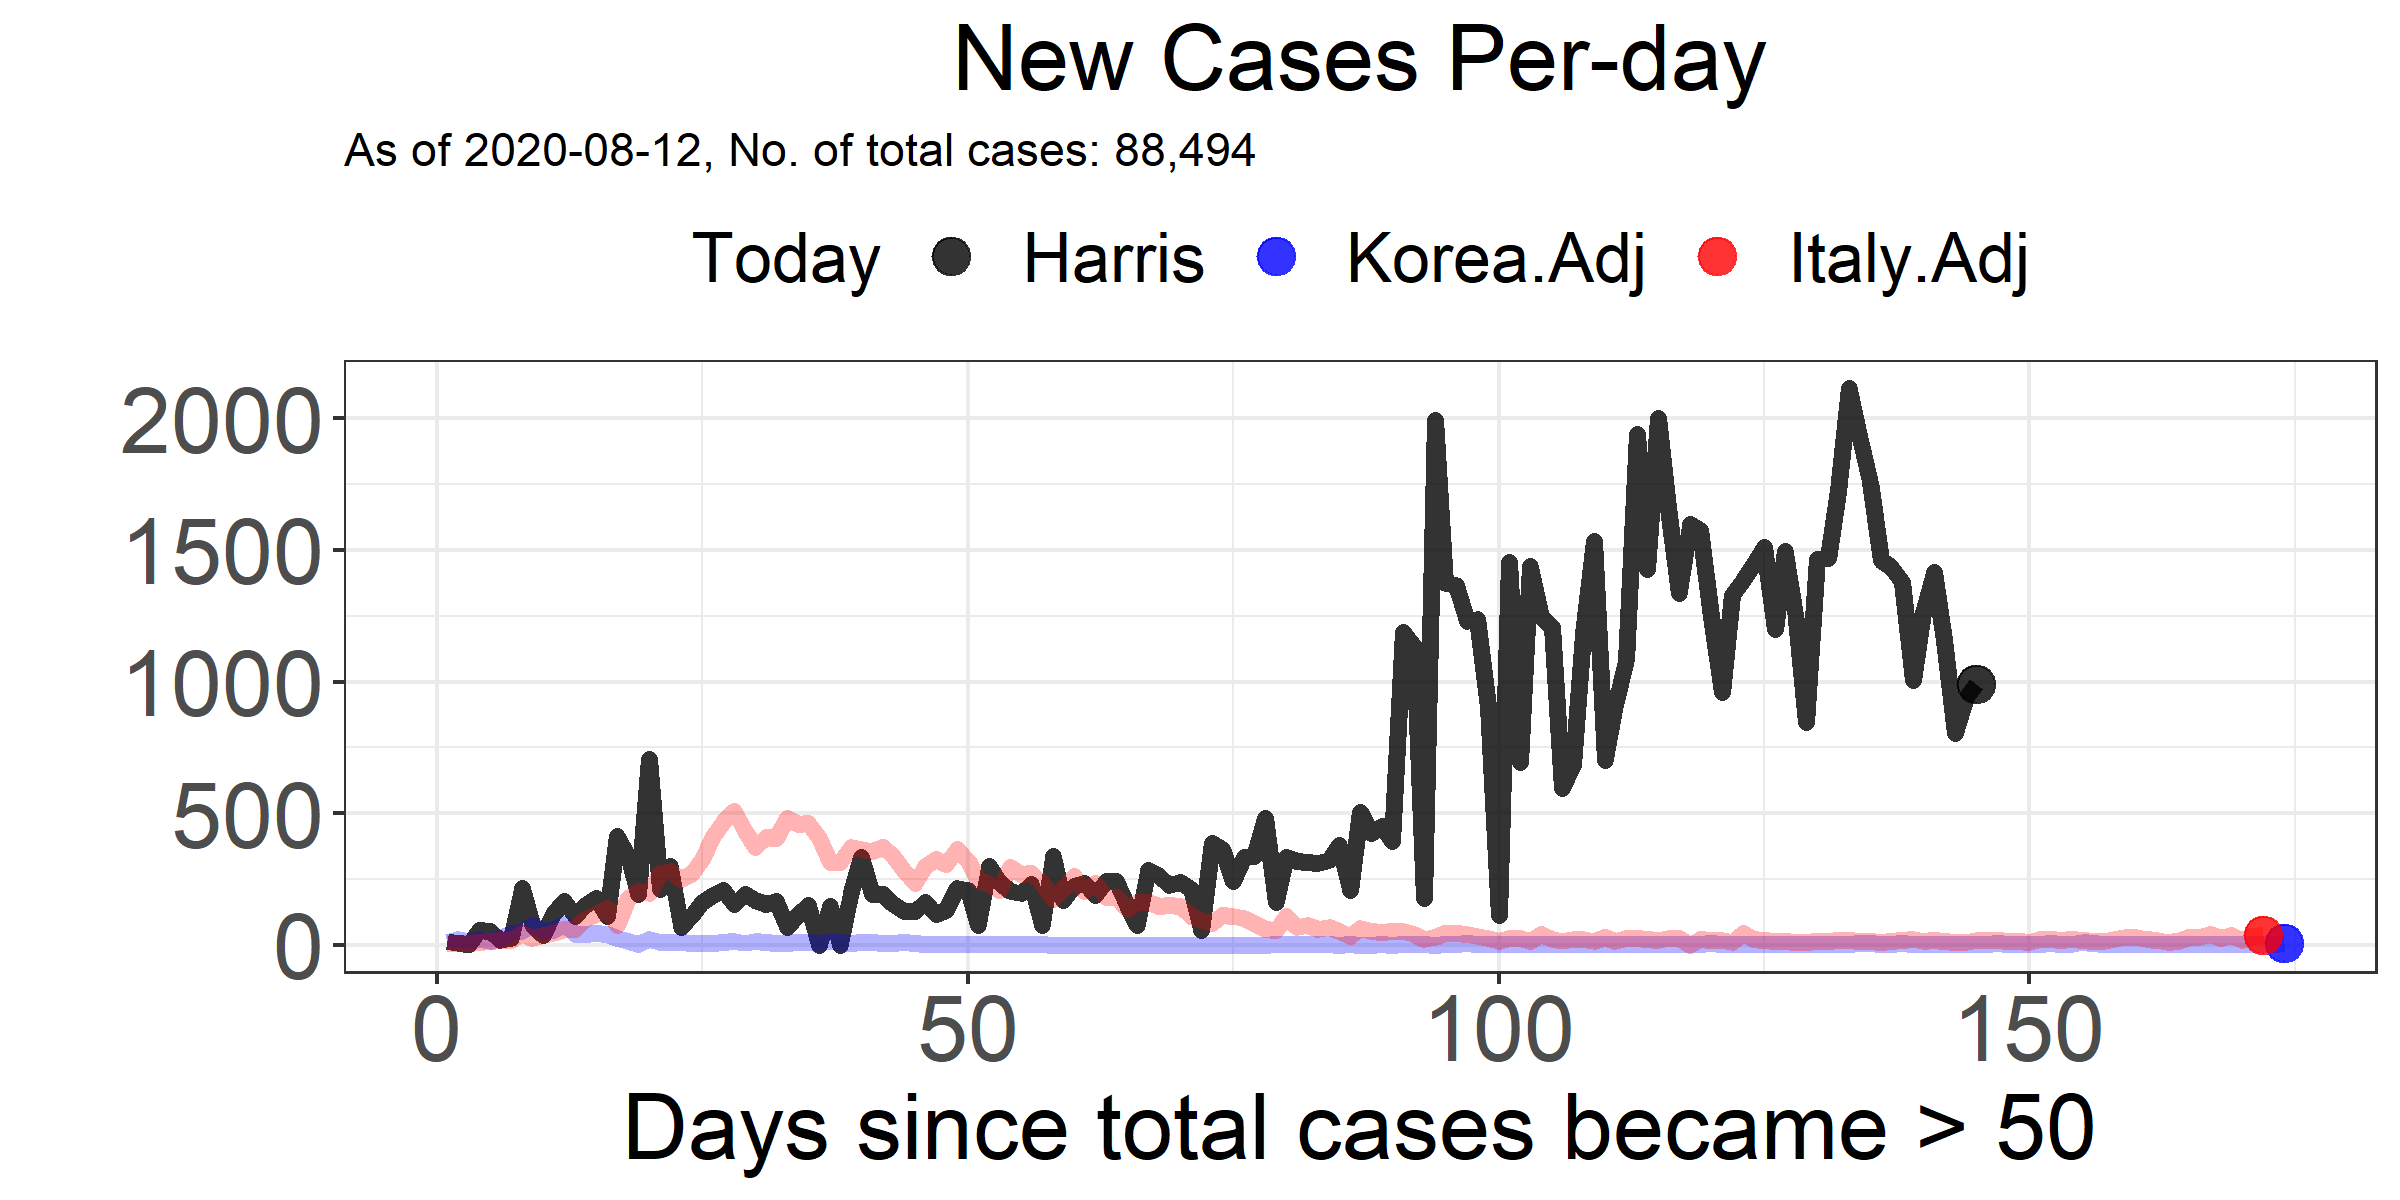 New Cases Per-day
As of 2020-08-12, No. of total cases: 88,494
Today Harris Korea.Adj Italy.Adj
2000
1500
1000
500
0
0 50 100 150
Days since total cases became > 50